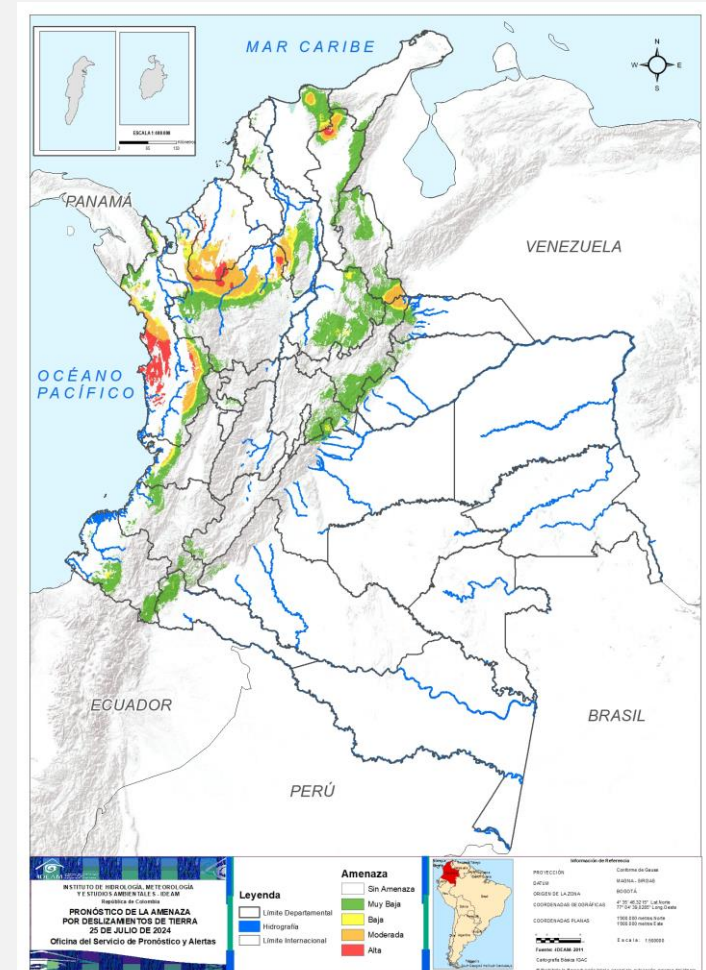 MAR CARIBE
N
W
E
S
ESCALA 1:600.000
PANAMÁ
VENEZUELA
OCÉANO
PACÍFICO
ECUADOR
BRASIL
PERÚ
IDEAM
INSTITUTO DE HIDROLOGÍA, METEOROLOGÍA
Y ESTUDIOS AMBIENTALES - IDEAM
República de Colombia
PRONÓSTICO DE LA AMENAZA
POR DESLIZAMIENTOS DE TIERRA
25 DE JULIO DE 2024
Oficina del Servicio de Pronóstico y Alertas
Leyenda
Límite Departamental
Hidrografía
Límite Internacional
Amenaza
Sin Amenaza
Muy Baja
Baja
Moderada
Alta
Información de Referencia
PROYECCIÓN Conforme de Gauss
DATUM MAGNA - SIRGAS
ORIGEN DE LA ZONA BOGOTÁ
COORDENADAS GEOGRÁFICAS
COORDENADAS PLANAS
Fuente: IDEAM 2011
Cartografía Básica IGAC